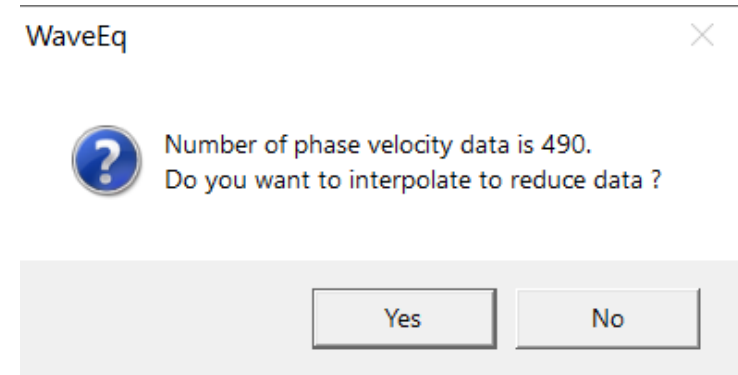 WaveEq
Number of phase velocity data is 490.
Do you want to interpolate to reduce data ?
Yes
No